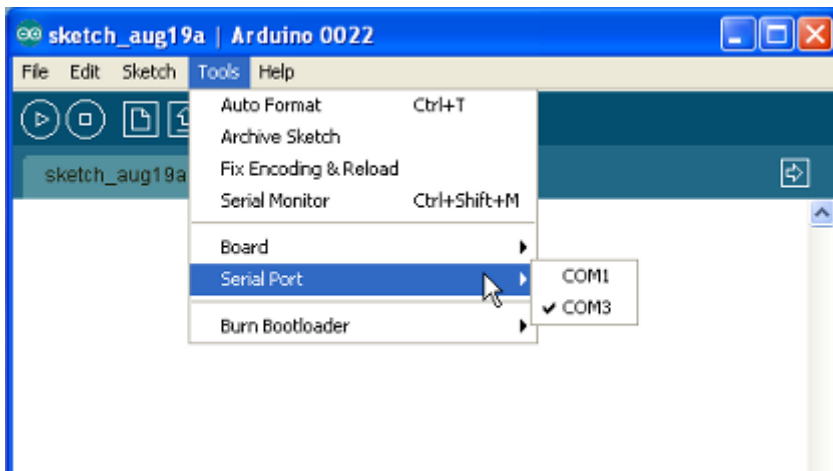 sketch_aug19a | Arduino 0022
File Edit Sketch Tools Help
sketch_aug19a
Auto Format Ctrl+T
Archive Sketch
Fix Encoding & Reload
Serial Monitor Ctrl+Shift+M
Board
Serial Port
COM1
COM3
Burn Bootloader